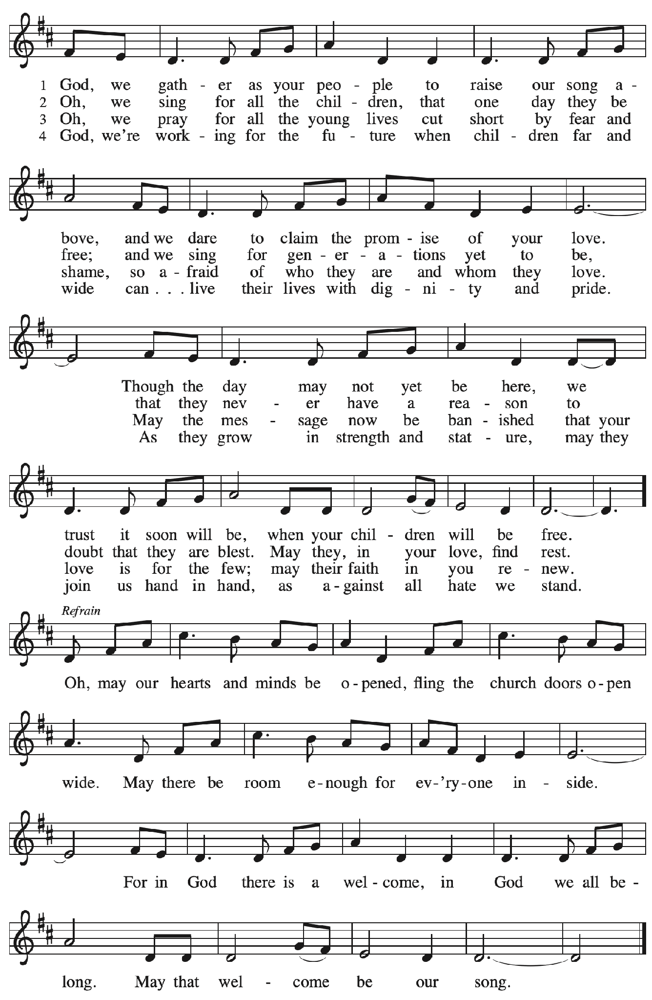 1 God, we gath - er as your peo - ple to raise our song a -
2 Oh, we sing for all the chil - dren, that one day they be
3 Oh, we pray for all the young lives cut short by fear and
4 God, we're work - ing for the fu - ture when chil - dren far and
bove, and we dare to claim the prom - ise of your love.
free; and we sing for gen - er - a - tions yet to be,
shame, so a - fraid of who they are and whom they love.
wide can . . . live their lives with dig - ni - ty and pride.
Though the day may not yet be here, we
that they nev - er have a rea - son to
May the mes - sage now be ban - ished that your
As they grow in strength and stat - ure, may they
trust it soon will be, when your chil - dren will be free.
doubt that they are blest. May they, in your love, find rest.
love is for the few; may their faith in you re - new.
join us hand in hand, as a - gainst all hate we stand.
Refrain
Oh, may our hearts and minds be o - pened, fling the church doors o - pen
wide. May there be room e - nough for ev - 'ry - one in - side.
For in God there is a wel - come, in God we all be -
long. May that wel - come be our song.